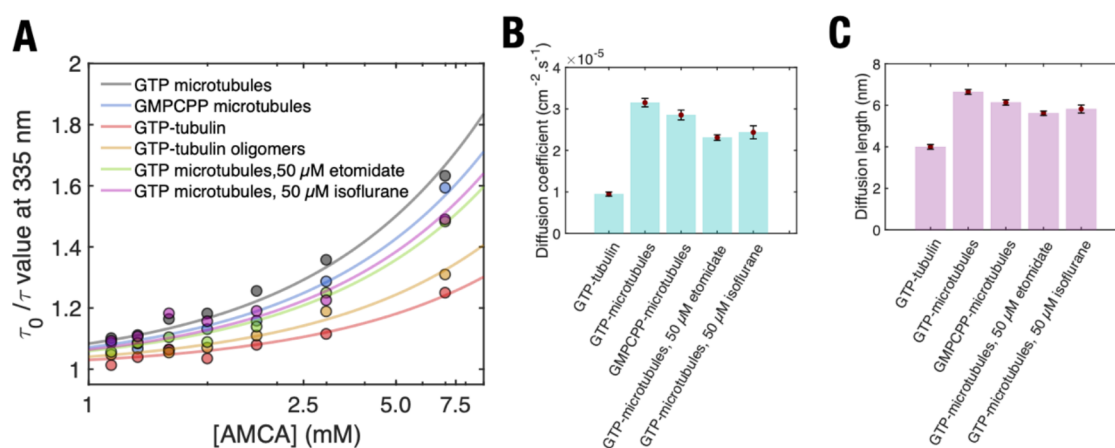 A
τ0/τ value at 335 nm
2
1.8
1.6
1.4
1.2
1
GTP microtubules
GMPCPP microtubules
GTP-tubulin
GTP-tubulin oligomers
GTP microtubules,50 μM etomidate
GTP microtubules, 50 μM isoflurane
1
2.5
5.0
7.5
[AMCA] (mM)
B
Diffusion coefficient (cm-2 s-1)
×10-5
4
3
2
1
0
GTP-tubulin
GTP-microtubules
GMPCPP-microtubules
GTP-microtubules, 50 μM etomidate
GTP-microtubules, 50 μM isoflurane
C
Diffusion length (nm)
8
6
4
2
0
GTP-tubulin
GTP-microtubules
GMPCPP-microtubules
GTP-microtubules, 50 μM etomidate
GTP-microtubules, 50 μM isoflurane